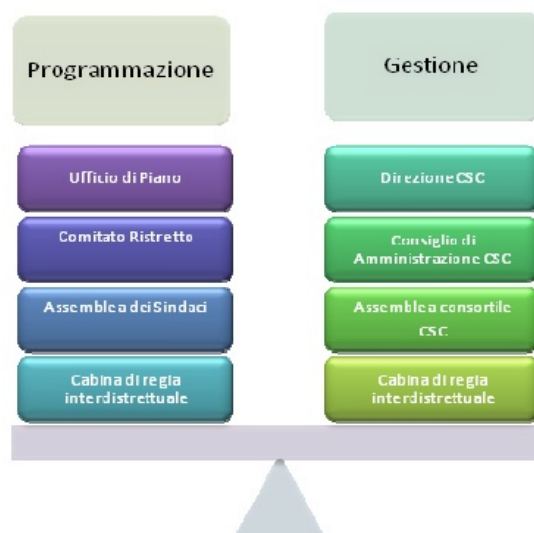 Programmazione
Gestione
Ufficio di Piano
Direzione CSC
Comitato Ristretto
Consiglio di
Amministrazione CSC
Assemblea dei Sindaci
Assemblea consortile
CSC
Cabina di regia
interdistrettuale
Cabina di regia
interdistrettuale